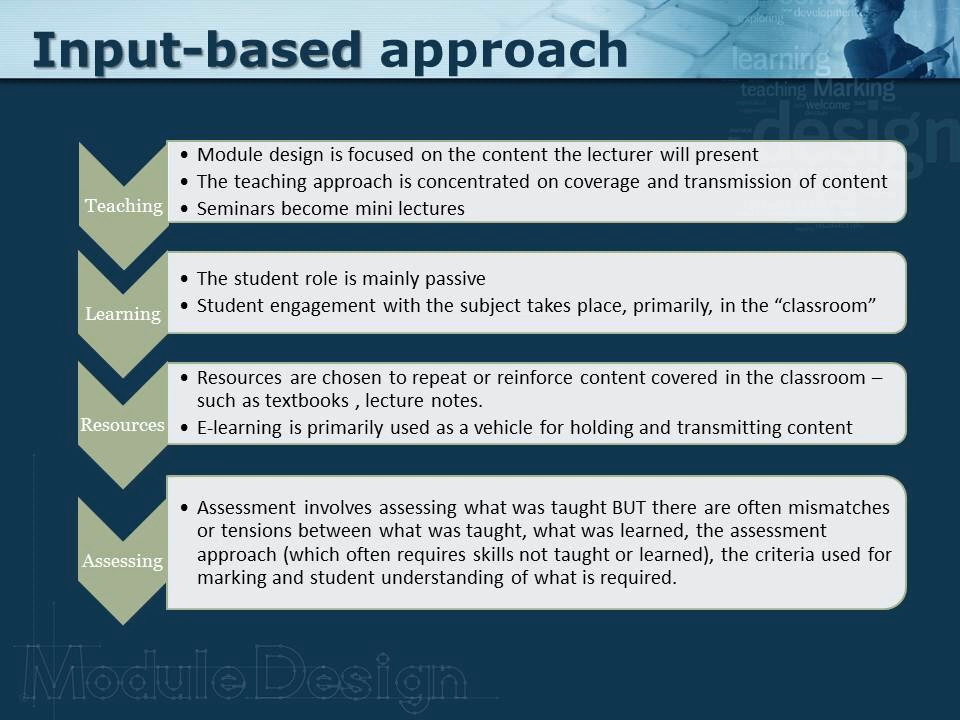 Input-based approach
exploring
development
learning
teaching Marking
welcome
design
Teaching
• Module design is focused on the content the lecturer will present
• The teaching approach is concentrated on coverage and transmission of content
• Seminars become mini lectures
Learning
• The student role is mainly passive
• Student engagement with the subject takes place, primarily, in the “classroom”
Resources
• Resources are chosen to repeat or reinforce content covered in the classroom –
such as textbooks , lecture notes.
• E-learning is primarily used as a vehicle for holding and transmitting content
Assessing
• Assessment involves assessing what was taught BUT there are often mismatches
or tensions between what was taught, what was learned, the assessment
approach (which often requires skills not taught or learned), the criteria used for
marking and student understanding of what is required.
Module Design